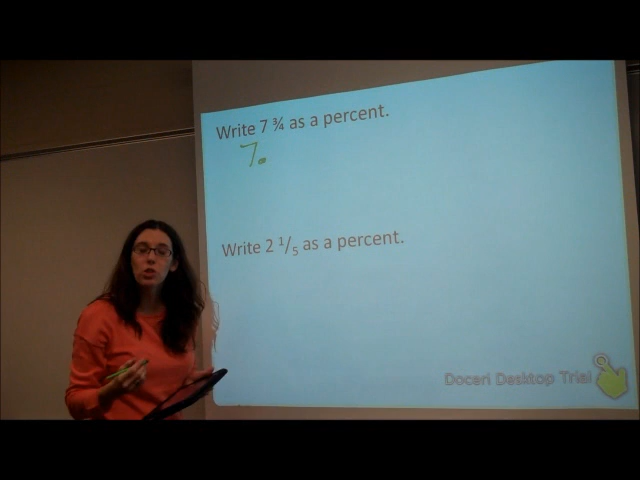 Write 7 ¾ as a percent.
7.
Write 2 1/5 as a percent.
Doceri Desktop Trial